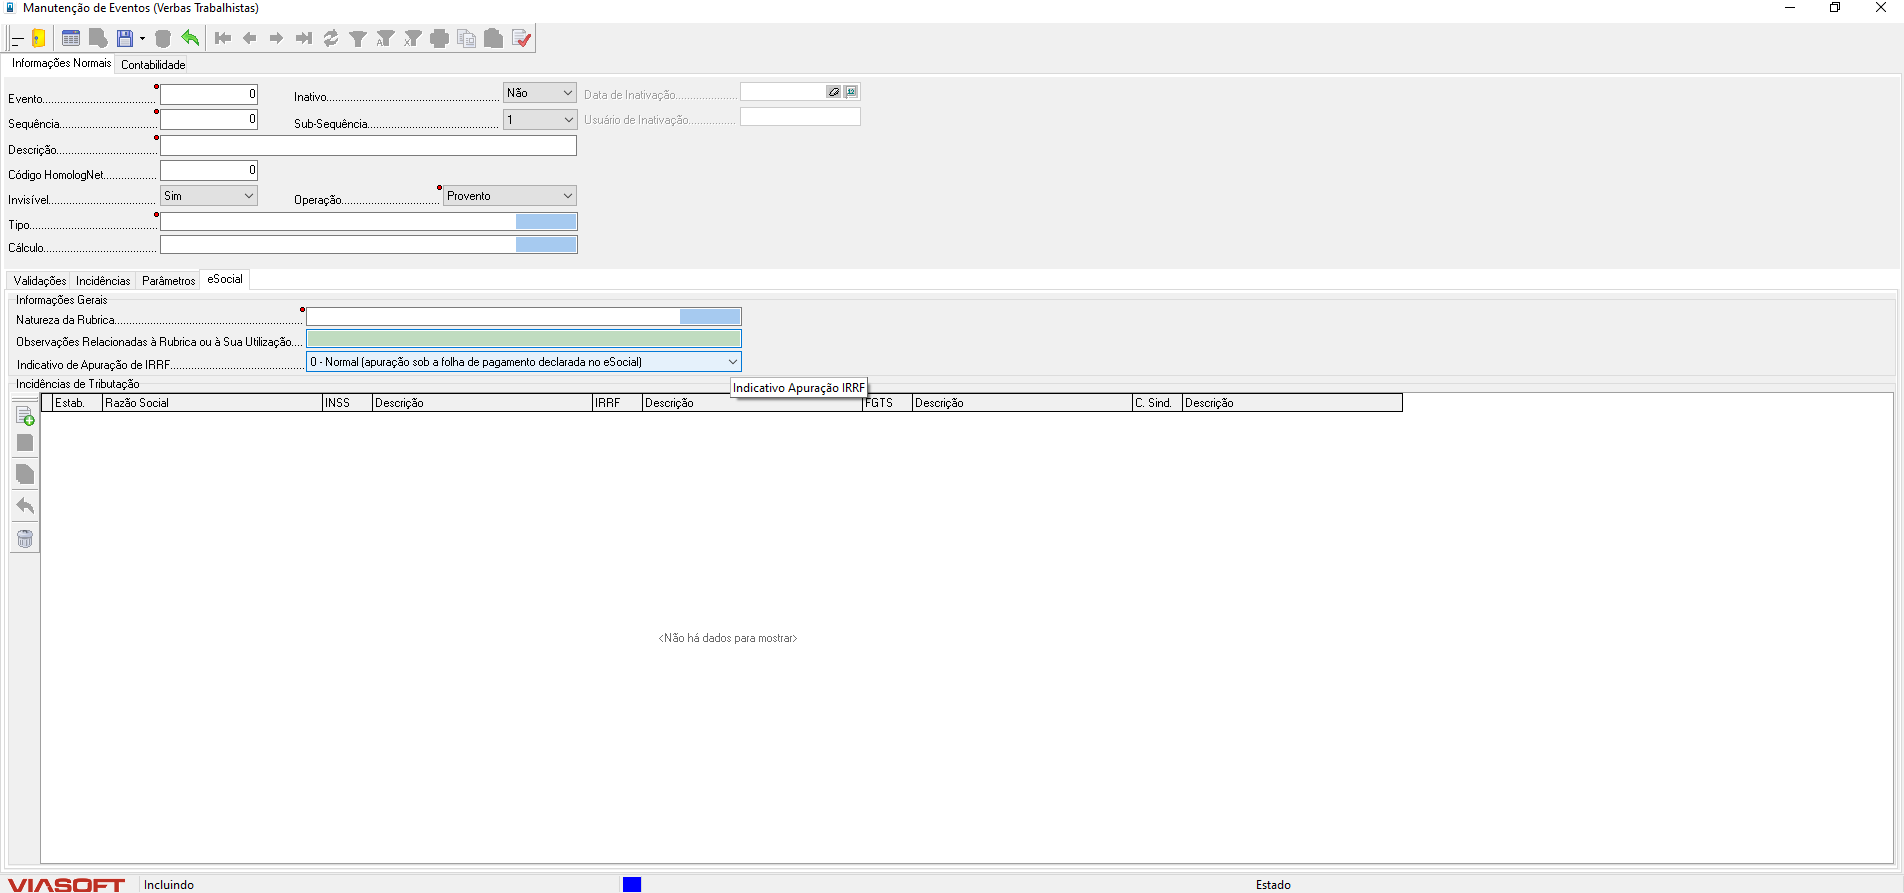 Manutenção de Eventos (Verbas Trabalhistas)
Informações Normais Contabilidade
Evento 0 Inativo Não Data de Inativação
Sequência 0 Sub-Sequência 1 Usuário de Inativação
Descrição
Código HomologNet 0
Invisível Sim Operação Provento
Tipo
Cálculo
Validações Incidências Parâmetros eSocial
Informações Gerais
Natureza da Rubrica
Observações Relacionadas à Rubrica ou à Sua Utilização
Indicativo de Apuração de IRRF 0 - Normal (apuração sob a folha de pagamento declarada no eSocial)
Incidências de Tributação
Indicativo Apuração IRRF
Estab. Razão Social INSS Descrição IRRF Descrição FGTS Descrição C. Sind. Descrição
<Não há dados para mostrar>
VIASOFT Incluindo Estado